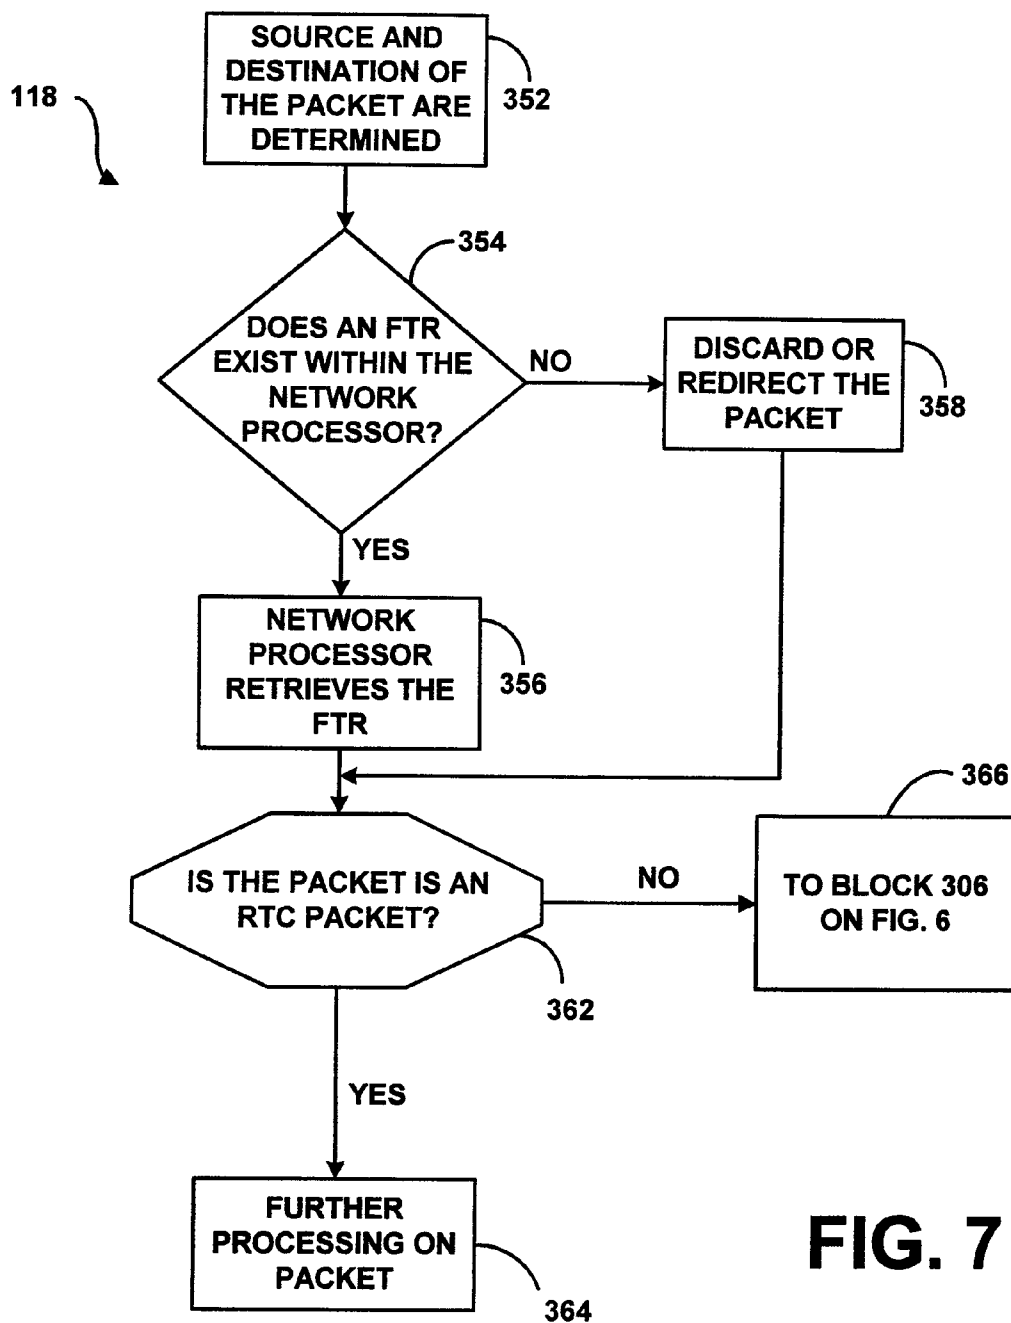 SOURCE AND
DESTINATION OF
THE PACKET ARE
DETERMINED
352
118
354
DOES AN FTR
EXIST WITHIN THE
NETWORK
PROCESSOR?
NO
DISCARD OR
REDIRECT THE
PACKET
358
YES
NETWORK
PROCESSOR
RETRIEVES THE
FTR
356
366
IS THE PACKET IS AN
RTC PACKET?
NO
TO BLOCK 306
ON FIG. 6
362
YES
FURTHER
PROCESSING ON
PACKET
364
FIG. 7